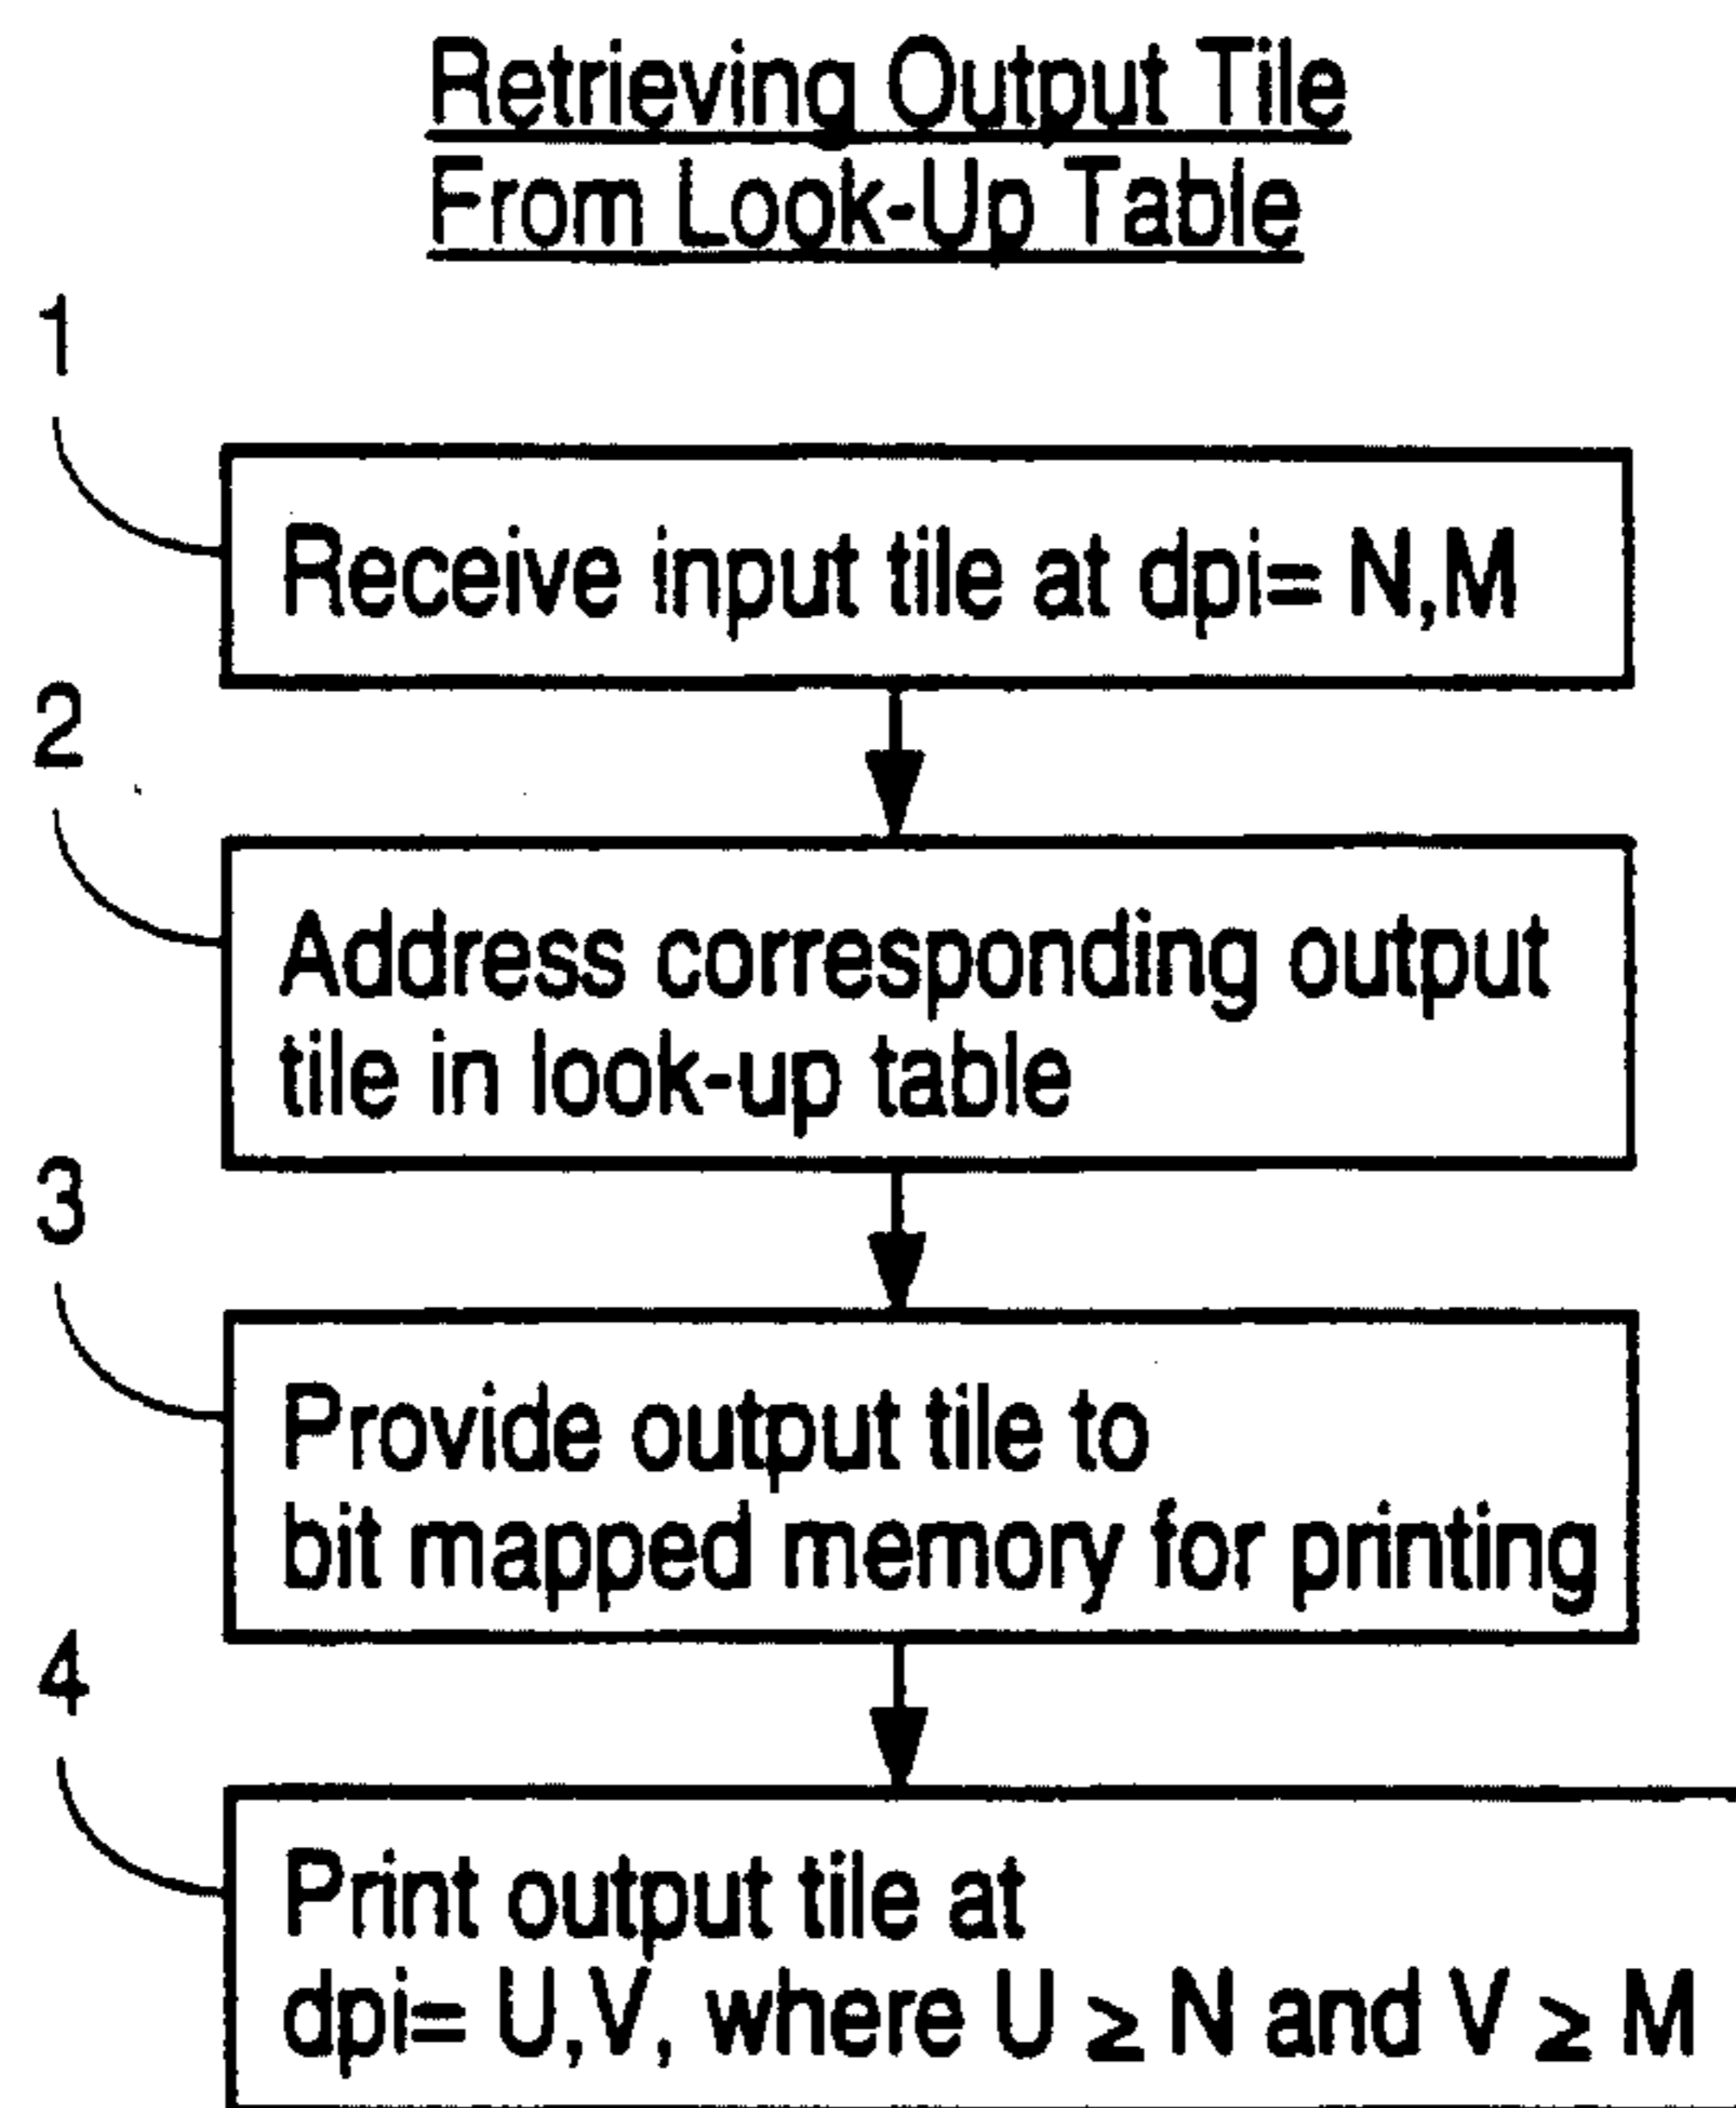 Retrieving Output Tile
From Look-Up Table
1
Receive input tile at dpi= N,M
2
Address corresponding output
tile in look-up table
3
Provide output tile to
bit mapped memory for printing
4
Print output tile at
dpi= U,V, where U ≥ N and V ≥ M